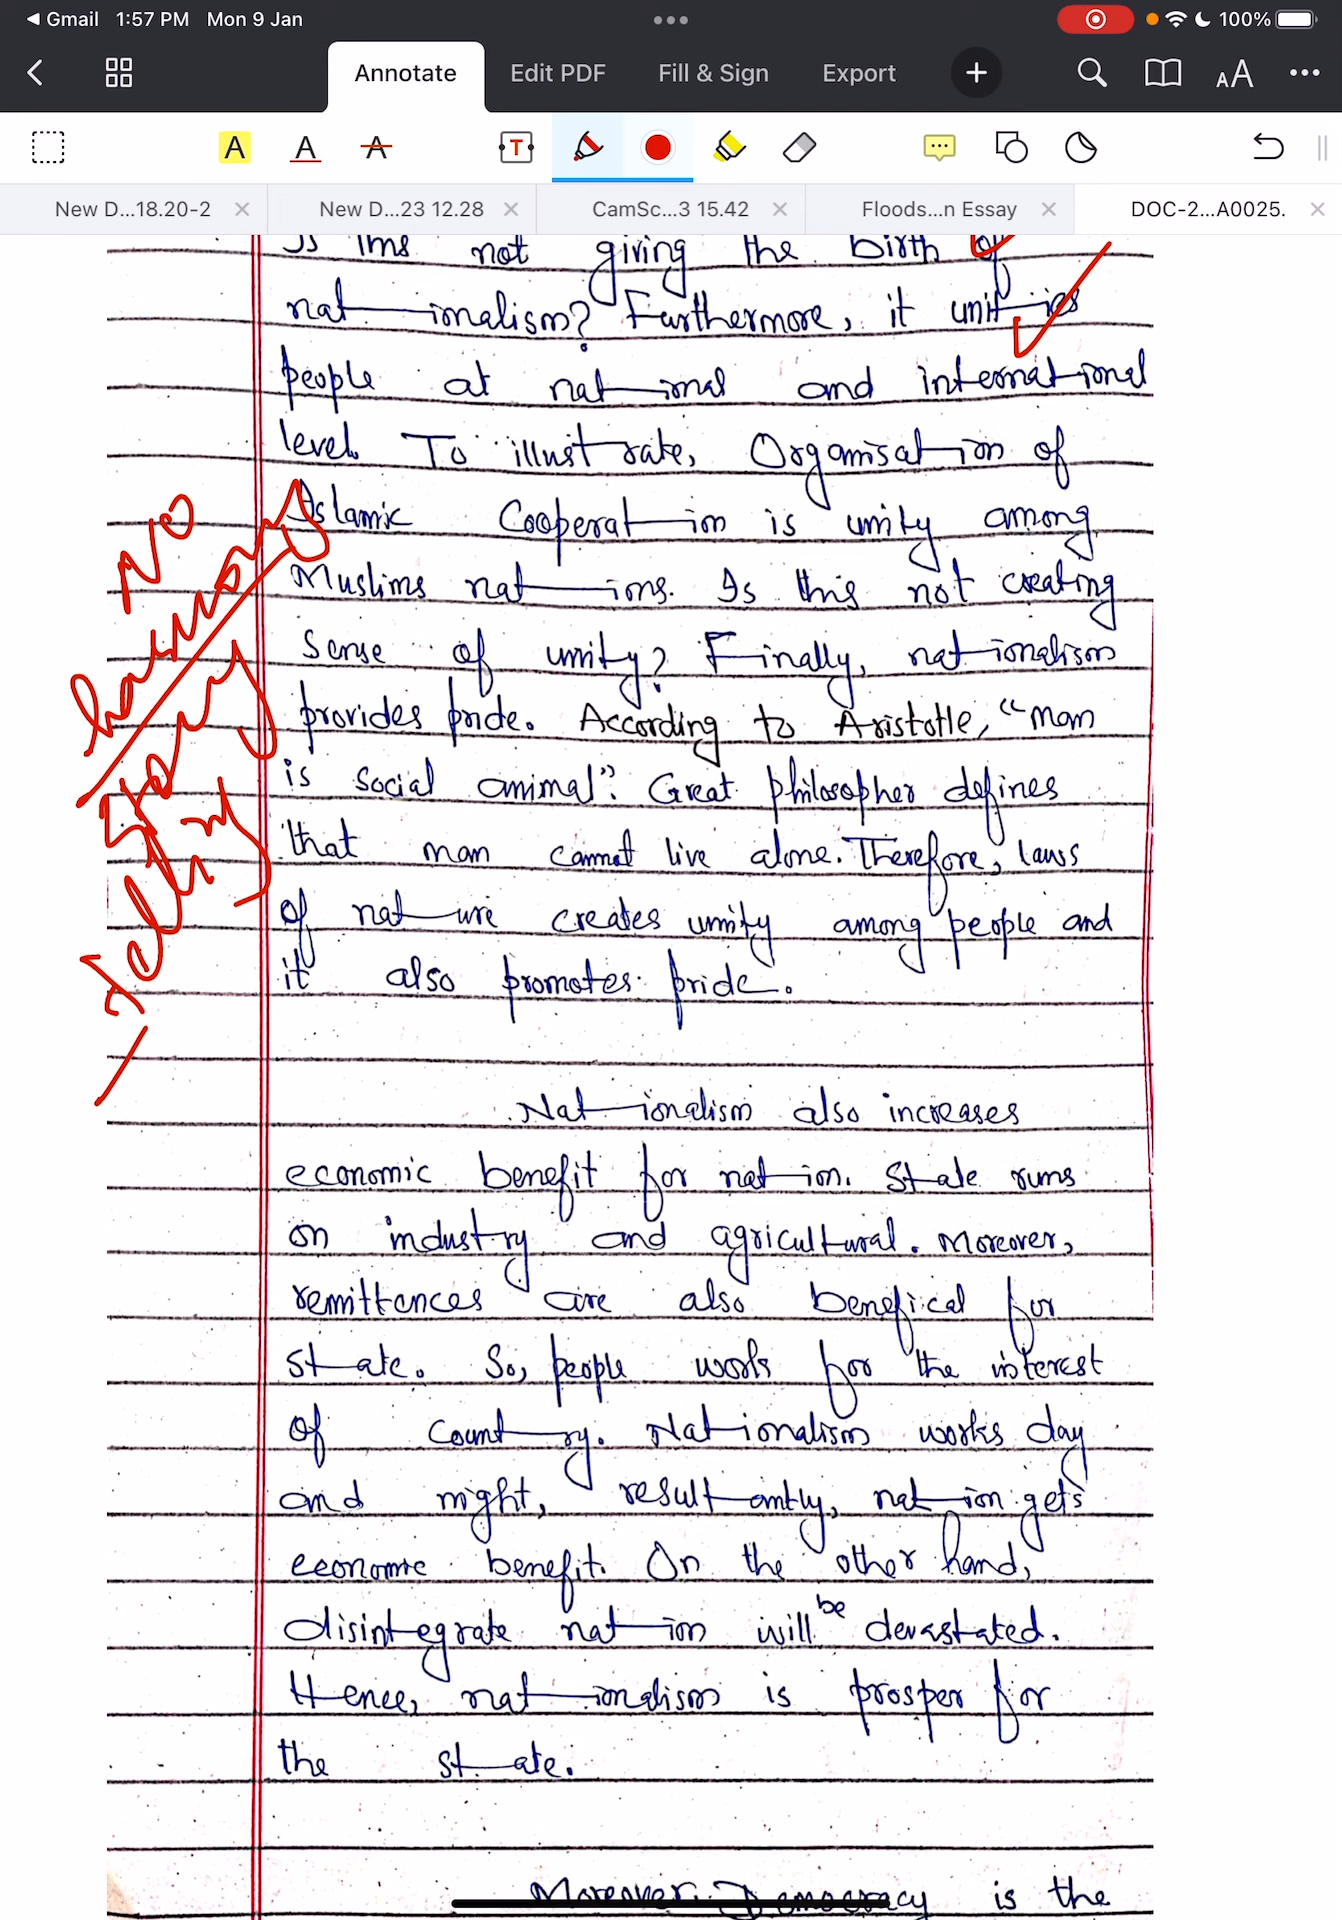 Gmail 1:57 PM Mon 9 Jan 100%
Annotate Edit PDF Fill & Sign Export
New D...18.20-2 New D...23 12.28 CamSc...3 15.42 Floods...n Essay DOC-2...A0025.
Is this not giving the birth of
nationalism? Furthermore, it unifies
people at national and international
level. To illustrate, Organisation of
Islamic Cooperation is unity among
Muslims nations. Is this not creating
sense of unity? Finally, nationalism
provides pride. According to Aristotle, "man
is social animal". Great philosopher defines
that man cannot live alone. Therefore, laws
of nature creates unity among people and
it also promotes pride.
No
harmony
Story
telling
Nationalism also increases
economic benefit for nation. State runs
on industry and agricultural. Moreover,
remittances are also benefical for
state. So, people work for the interest
of country. Nationalism works day
and night, resultantly, nation gets
economic benefit. On the other hand,
disintegrate nation will be devastated.
Hence, nationalism is prosper for
the state.
Moreover, Democracy is the